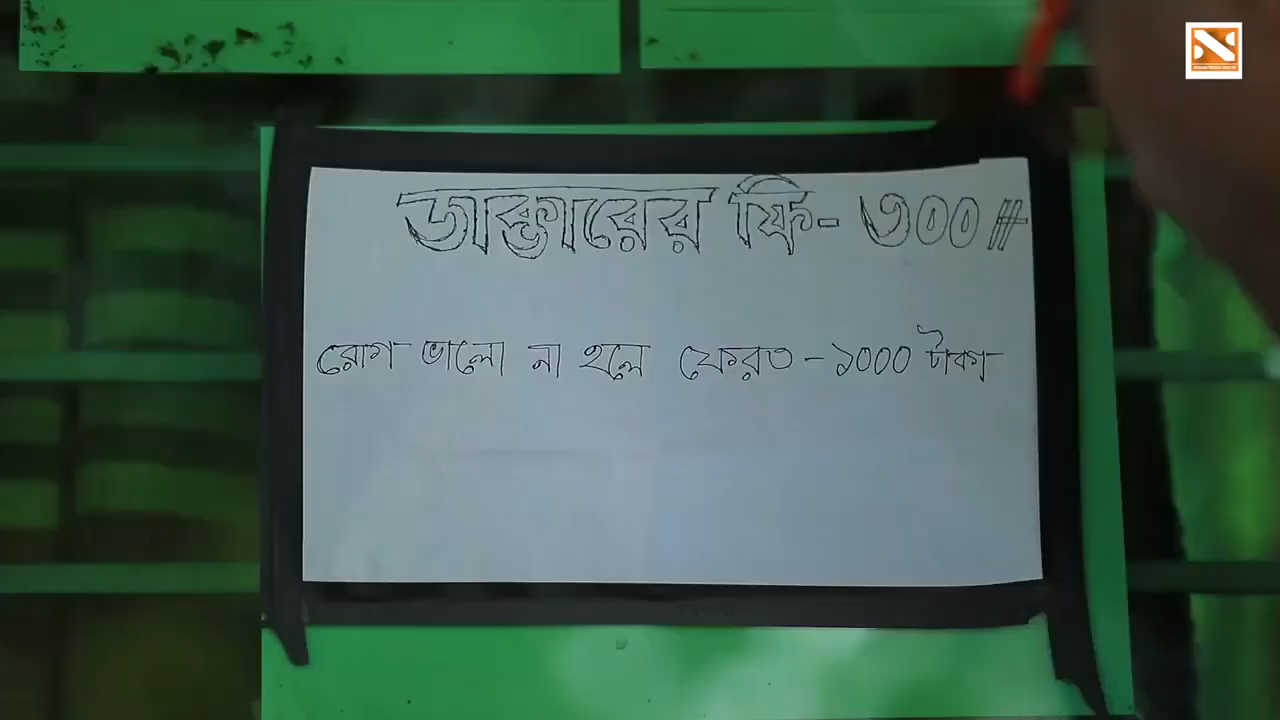 ডাক্তারের ফি- ৩০০#
রোগ ভালো না হলে ফেরত - ১০০০ টাকা